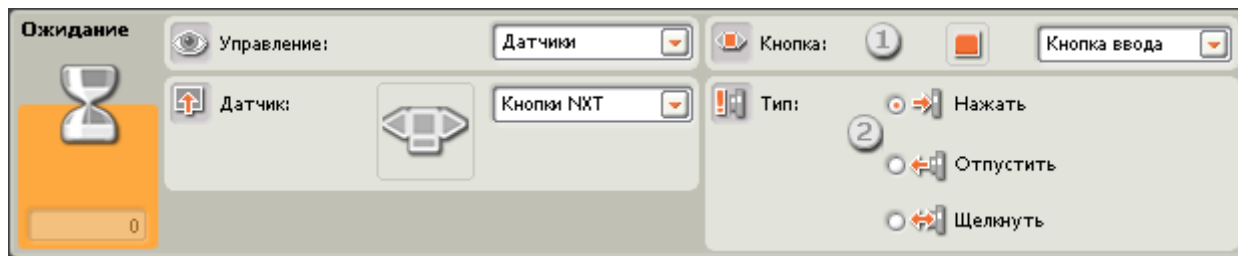 Ожидание
Управление:
Датчики
Датчик:
Кнопки NXT
0
Кнопка:
1
Кнопка ввода
Тип:
2
Нажать
Отпустить
Щелкнуть